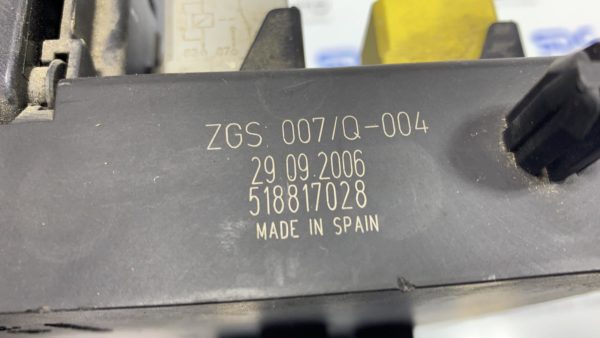 ZGS: 007/Q-004
29.09.2006
518817028
MADE IN SPAIN